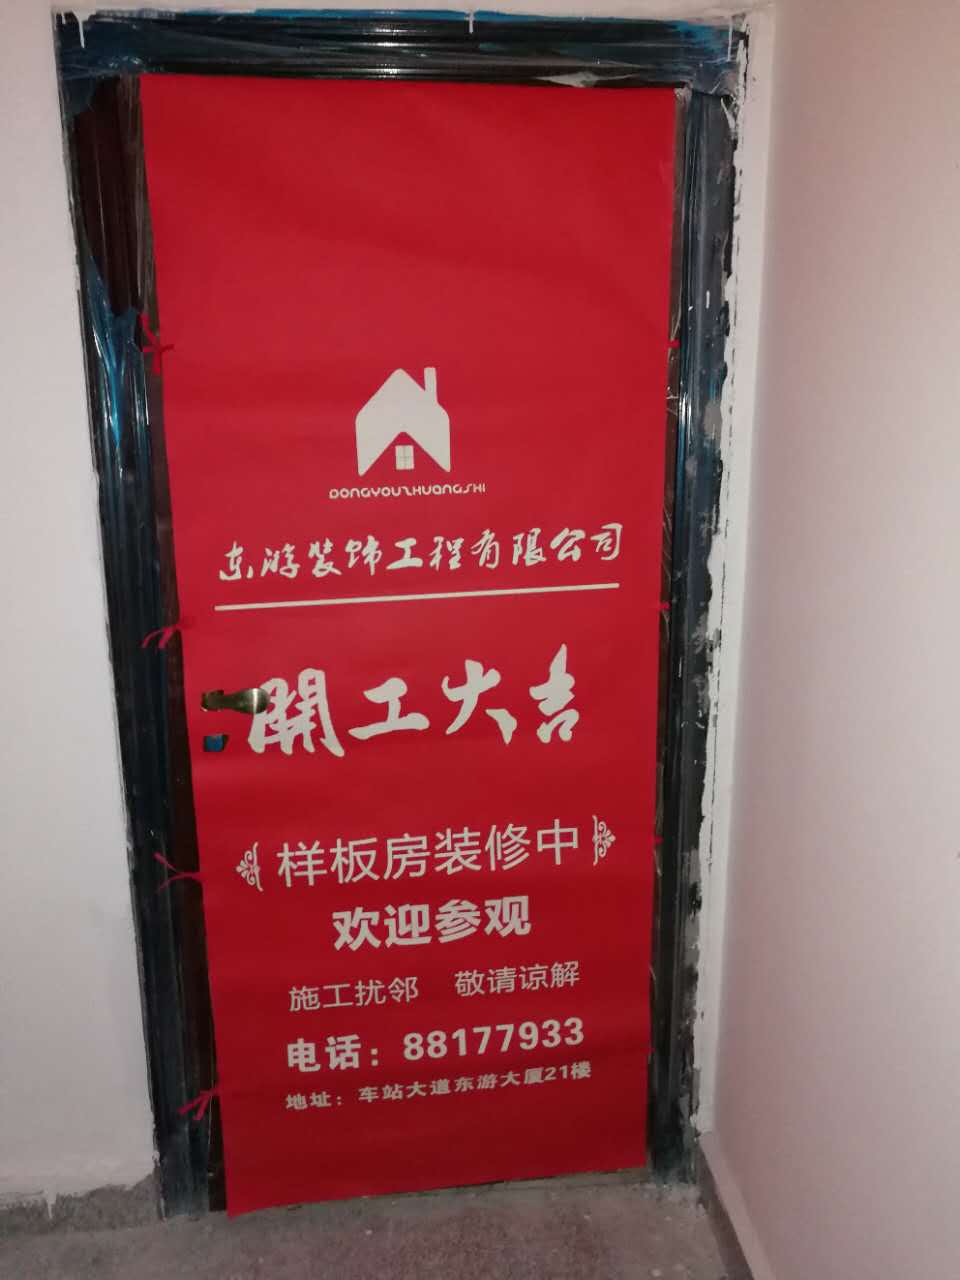 DONGYOUZHUANGSHI
东游装饰工程有限公司
開工大吉
样板房装修中
欢迎参观
施工扰邻 敬请谅解
电话：88177933
地址：车站大道东游大厦21楼